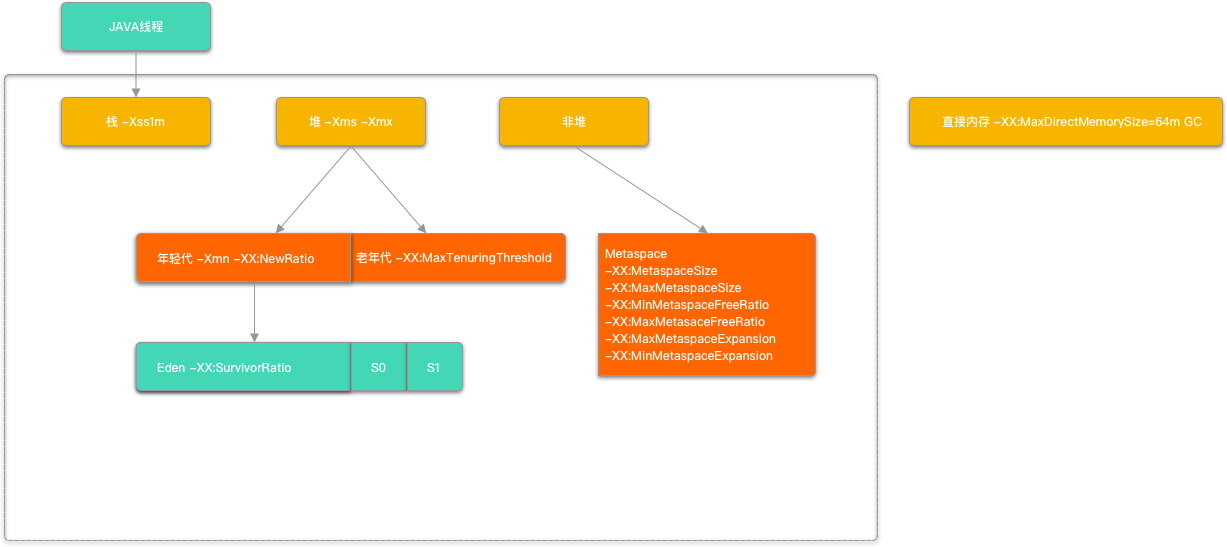 JAVA线程
栈 -Xss1m
堆 -Xms -Xmx
非堆
直接内存 -XX:MaxDirectMemorySize=64m GC
年轻代 -Xmn -XX:NewRatio
老年代 -XX:MaxTenuringThreshold
Metaspace
-XX:MetaspaceSize
-XX:MaxMetaspaceSize
-XX:MinMetaspaceFreeRatio
-XX:MaxMetasaceFreeRatio
-XX:MaxMetaspaceExpansion
-XX:MinMetaspaceExpansion
Eden -XX:SurvivorRatio
S0
S1